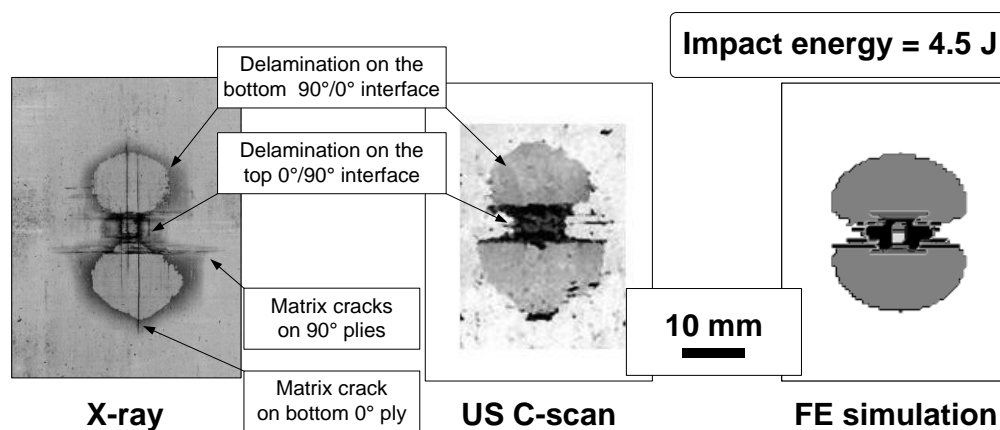 Impact energy = 4.5 J
Delamination on the
bottom 90°/0° interface
Delamination on the
top 0°/90° interface
Matrix cracks
on 90° plies
Matrix crack
on bottom 0° ply
10 mm
X-ray
US C-scan
FE simulation